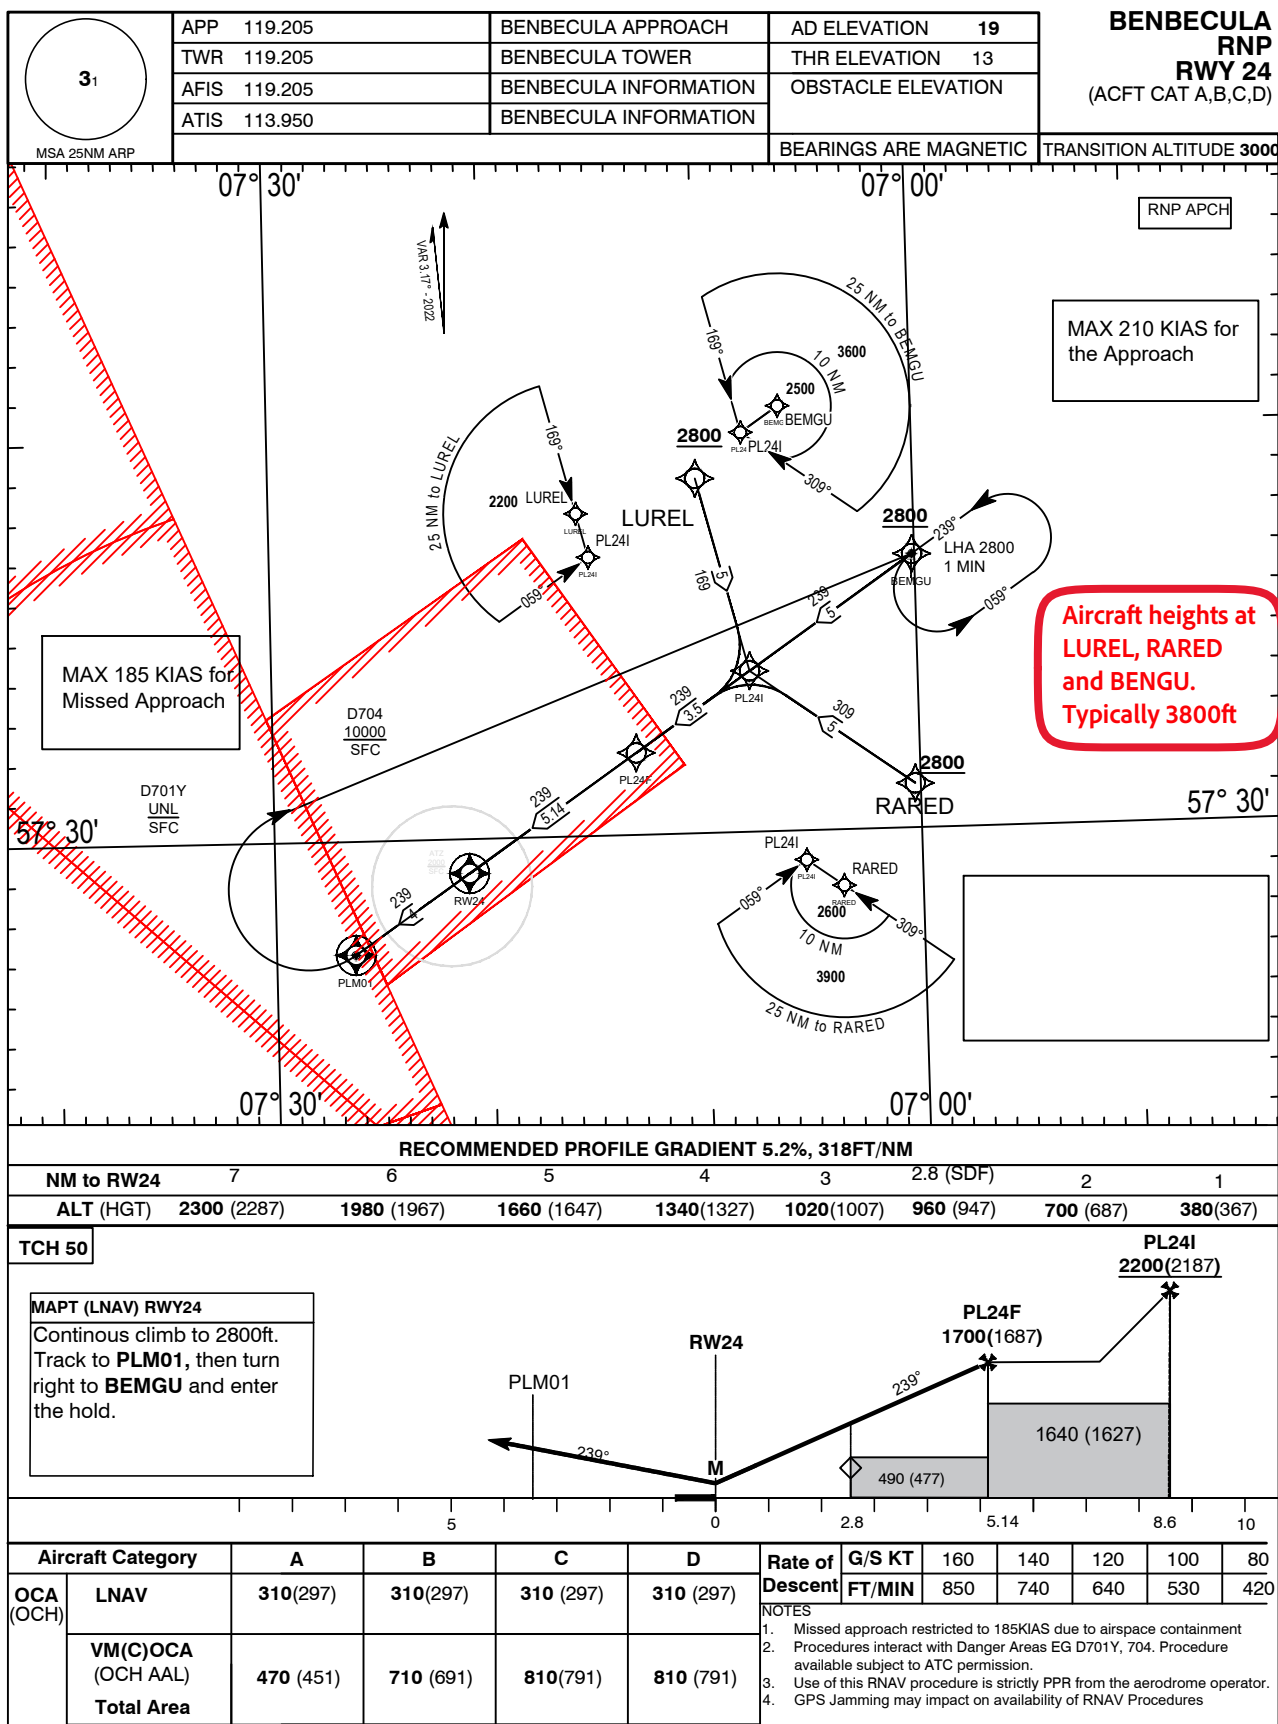 BENBECULA
RNP
RWY 24
(ACFT CAT A,B,C,D)
3₁
MSA 25NM ARP
APP 119.205 BENBECULA APPROACH
TWR 119.205 BENBECULA TOWER
AFIS 119.205 BENBECULA INFORMATION
ATIS 113.950 BENBECULA INFORMATION
AD ELEVATION 19
THR ELEVATION 13
OBSTACLE ELEVATION
BEARINGS ARE MAGNETIC
TRANSITION ALTITUDE 3000
07° 30'
07° 00'
RNP APCH
VAR 3.17° - 2022
MAX 210 KIAS for
the Approach
25 NM to BEMGU
169°
3600
10 NM
2500
BEMGU
PL24I
309°
25 NM to LUREL
169°
2200
LUREL
LUREL
PL24I
PL24I
059°
2800
LUREL
169
5
2800
BEMGU
239°
LHA 2800
1 MIN
059°
239
5
Aircraft heights at
LUREL, RARED
and BENGU.
Typically 3800ft
MAX 185 KIAS for
Missed Approach
D704
10000
SFC
D701Y
UNL
SFC
PL24I
239
3.5
309
5
2800
RARED
PL24F
239
5.14
57° 30'
57° 30'
ATZ
2000
SFC
RW24
239
4
PLM01
PL24I
PL24I
RARED
RARED
059°
309°
2600
10 NM
3900
25 NM to RARED
07° 30'
07° 00'
RECOMMENDED PROFILE GRADIENT 5.2%, 318FT/NM
NM to RW24 7 6 5 4 3 2.8 (SDF) 2 1
ALT (HGT) 2300 (2287) 1980 (1967) 1660 (1647) 1340(1327) 1020(1007) 960 (947) 700 (687) 380(367)
TCH 50
MAPT (LNAV) RWY24
Continous climb to 2800ft.
Track to PLM01, then turn
right to BEMGU and enter
the hold.
PL24I
2200(2187)
PL24F
1700(1687)
RW24
PLM01
239°
239°
M
1640 (1627)
490 (477)
5 0 2.8 5.14 8.6 10
Aircraft Category A B C D
OCA
(OCH)
LNAV 310(297) 310(297) 310 (297) 310 (297)
VM(C)OCA
(OCH AAL)
Total Area
470 (451) 710 (691) 810(791) 810 (791)
Rate of
Descent
G/S KT 160 140 120 100 80
FT/MIN 850 740 640 530 420
NOTES
1. Missed approach restricted to 185KIAS due to airspace containment
2. Procedures interact with Danger Areas EG D701Y, 704. Procedure
available subject to ATC permission.
3. Use of this RNAV procedure is strictly PPR from the aerodrome operator.
4. GPS Jamming may impact on availability of RNAV Procedures